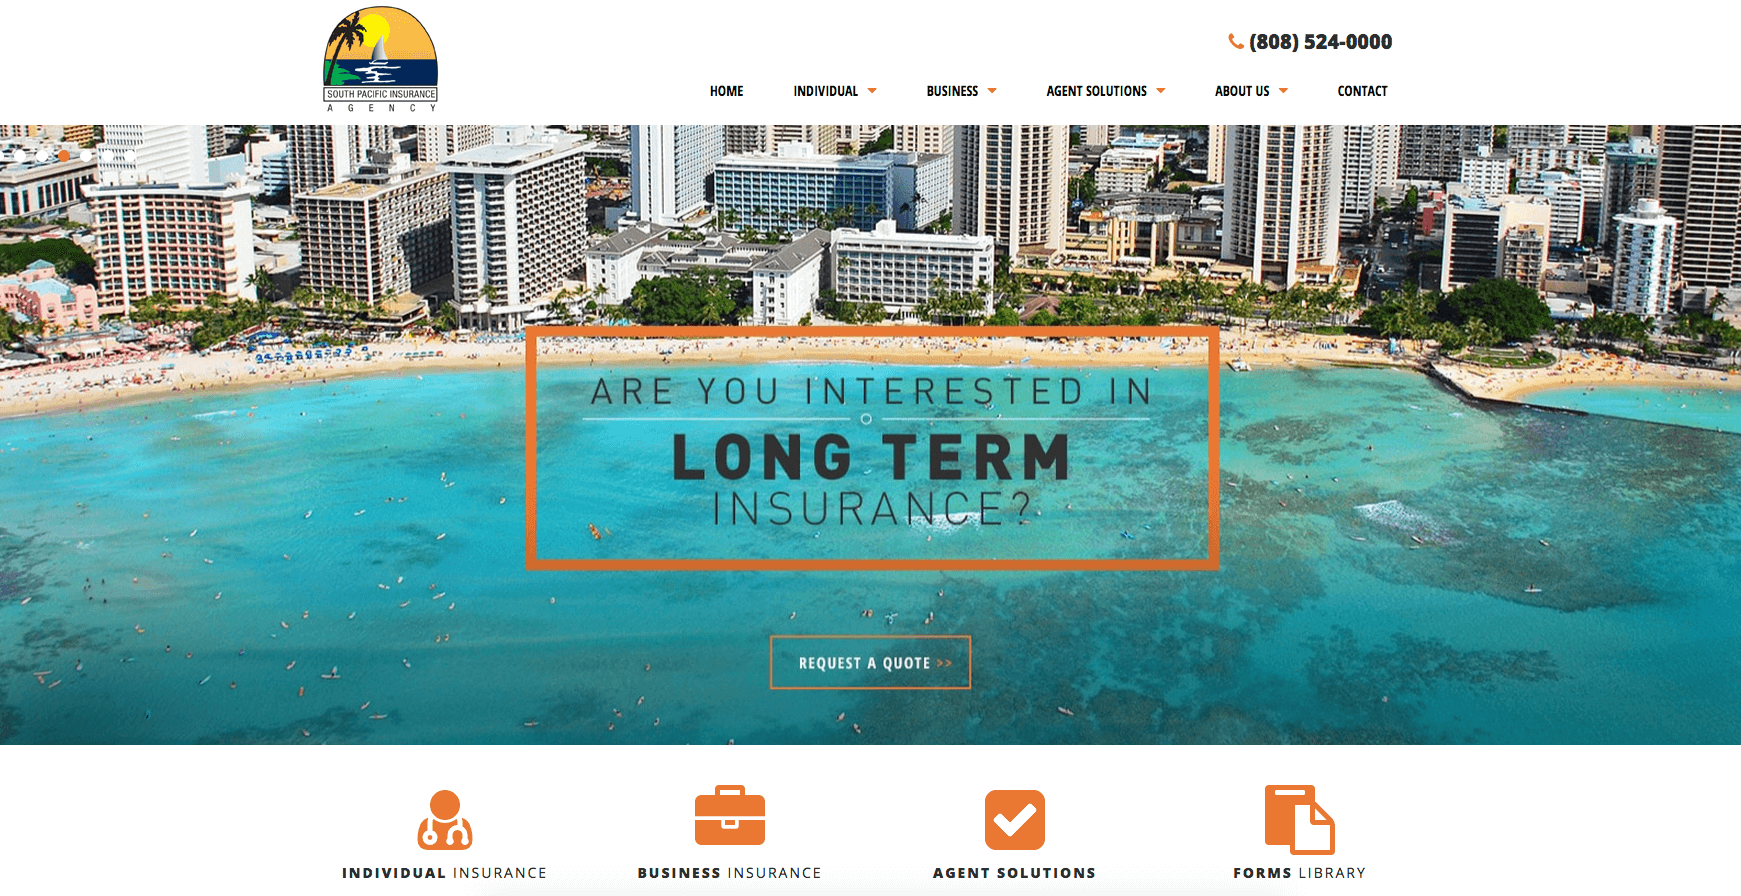 SOUTH PACIFIC INSURANCE
AGENCY
(808) 524-0000
HOME
INDIVIDUAL
BUSINESS
AGENT SOLUTIONS
ABOUT US
CONTACT
ARE YOU INTERESTED IN
LONG TERM
INSURANCE?
REQUEST A QUOTE >>
INDIVIDUAL INSURANCE
BUSINESS INSURANCE
AGENT SOLUTIONS
FORMS LIBRARY